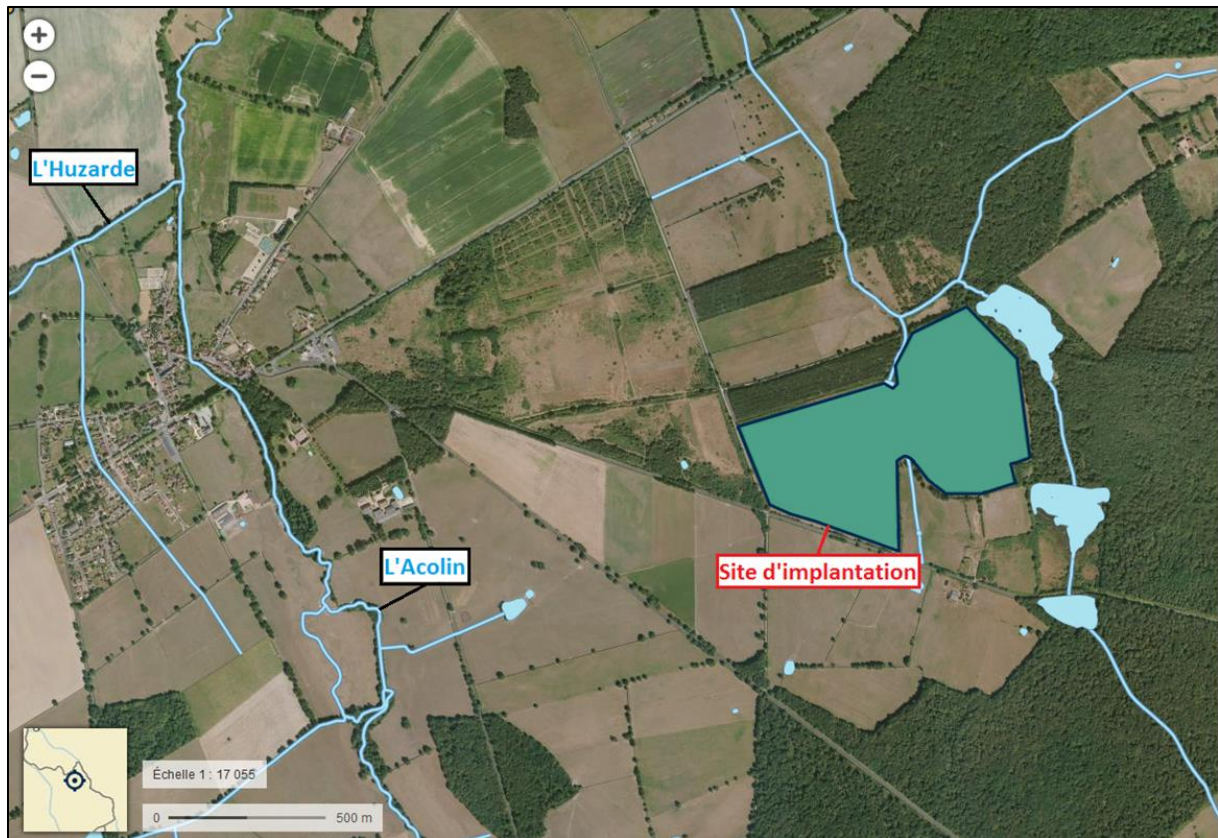 +
−
L'Huzarde
L'Acolin
Site d'implantation
Échelle 1 : 17 055
0 500 m